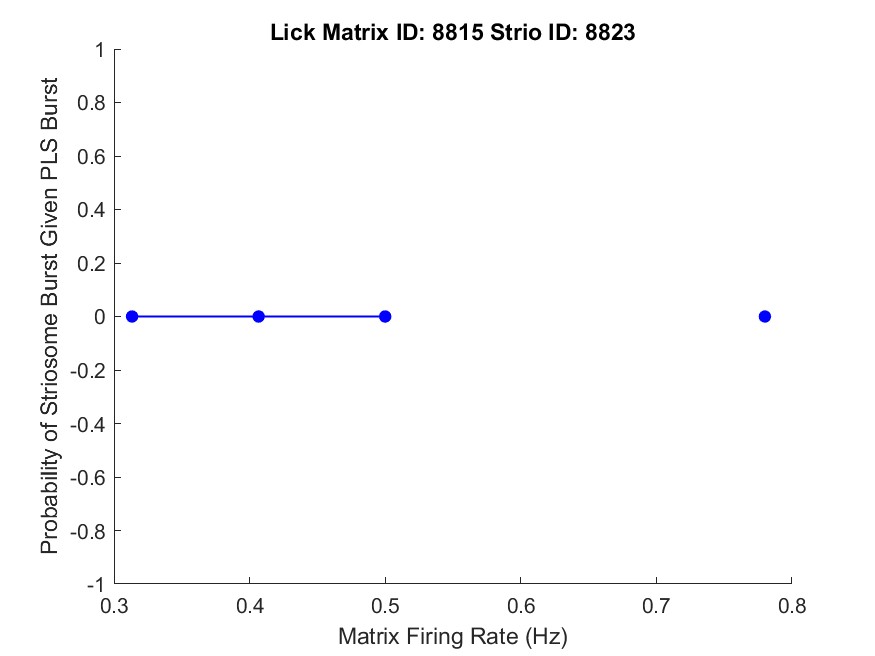 Lick Matrix ID: 8815 Strio ID: 8823
Probability of Striosome Burst Given PLS Burst
1
0.8
0.6
0.4
0.2
0
-0.2
-0.4
-0.6
-0.8
-1
0.3 0.4 0.5 0.6 0.7 0.8
Matrix Firing Rate (Hz)